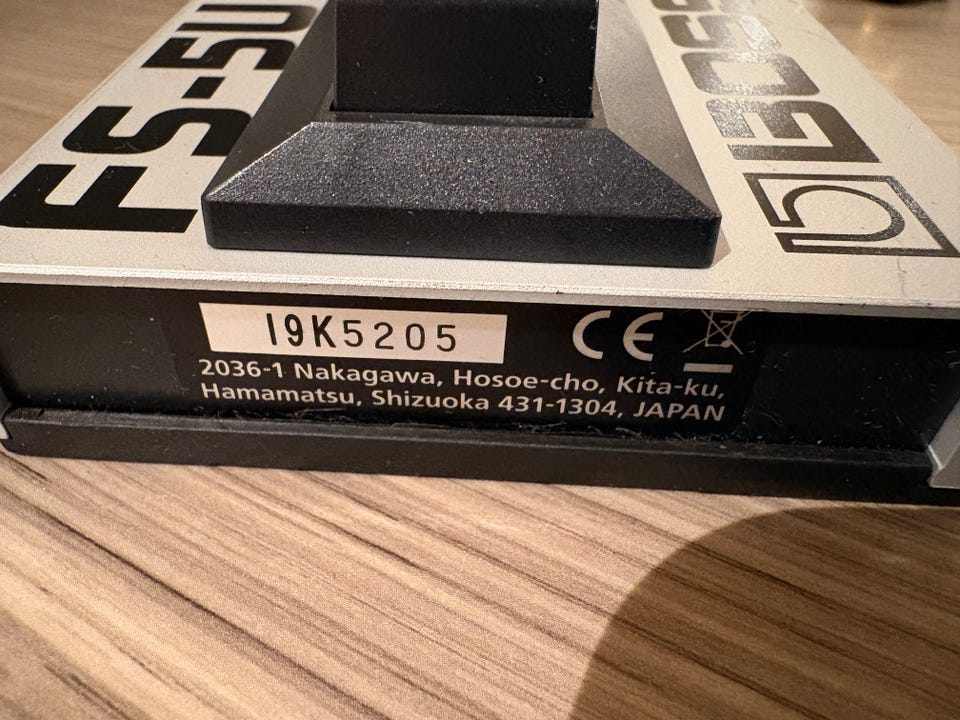 FS-5U
BOSS
I9K5205
CE
2036-1 Nakagawa, Hosoe-cho, Kita-ku,
Hamamatsu, Shizuoka 431-1304, JAPAN